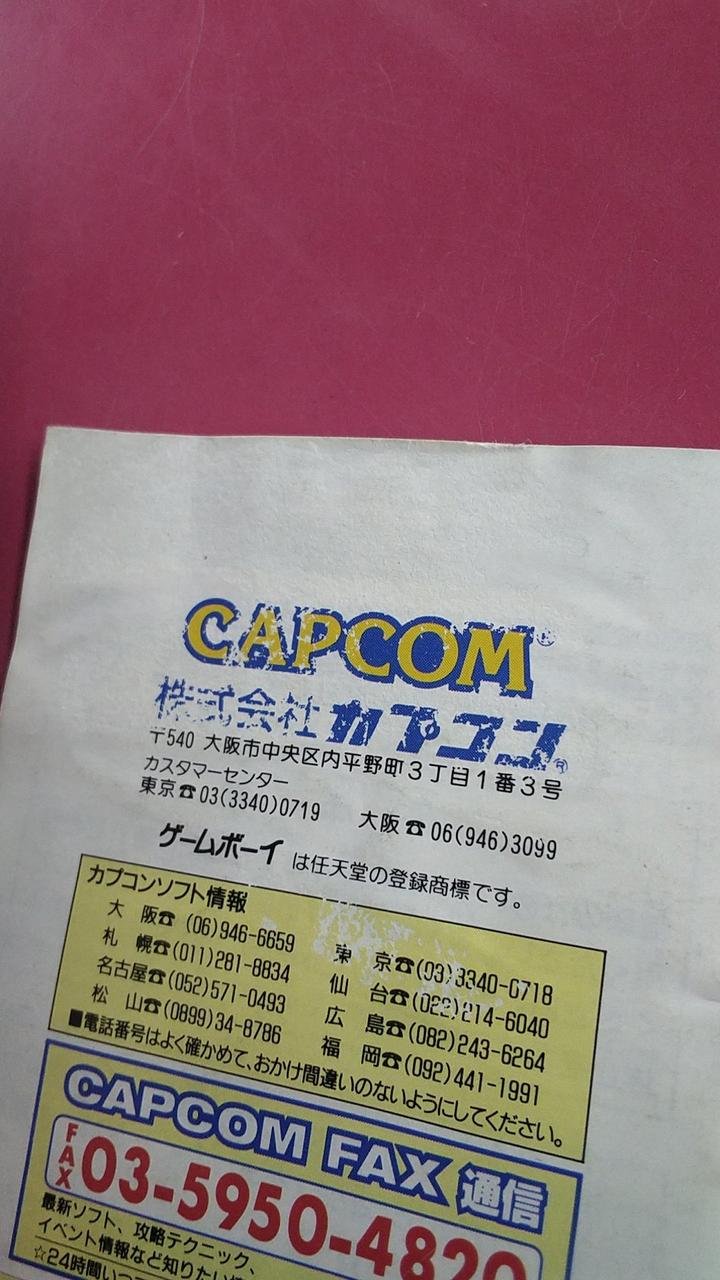 CAPCOM®
株式会社カプコン®
〒540 大阪市中央区内平野町3丁目1番3号
カスタマーセンター
東京☎03(3340)0719 大阪☎06(946)3099
ゲームボーイ は任天堂の登録商標です。
カプコンソフト情報
大阪☎(06)946-6659 東京☎(03)3340-0718
札幌☎(011)281-8834 仙台☎(022)214-6040
名古屋☎(052)571-0493 広島☎(082)243-6264
松山☎(0899)34-8786 福岡☎(092)441-1991
■電話番号はよく確かめて、おかけ間違いのないようにしてください。
CAPCOM FAX 通信
FAX 03-5950-4820
最新ソフト、攻略テクニック、
イベント情報など知りたい
☆24時間いつ